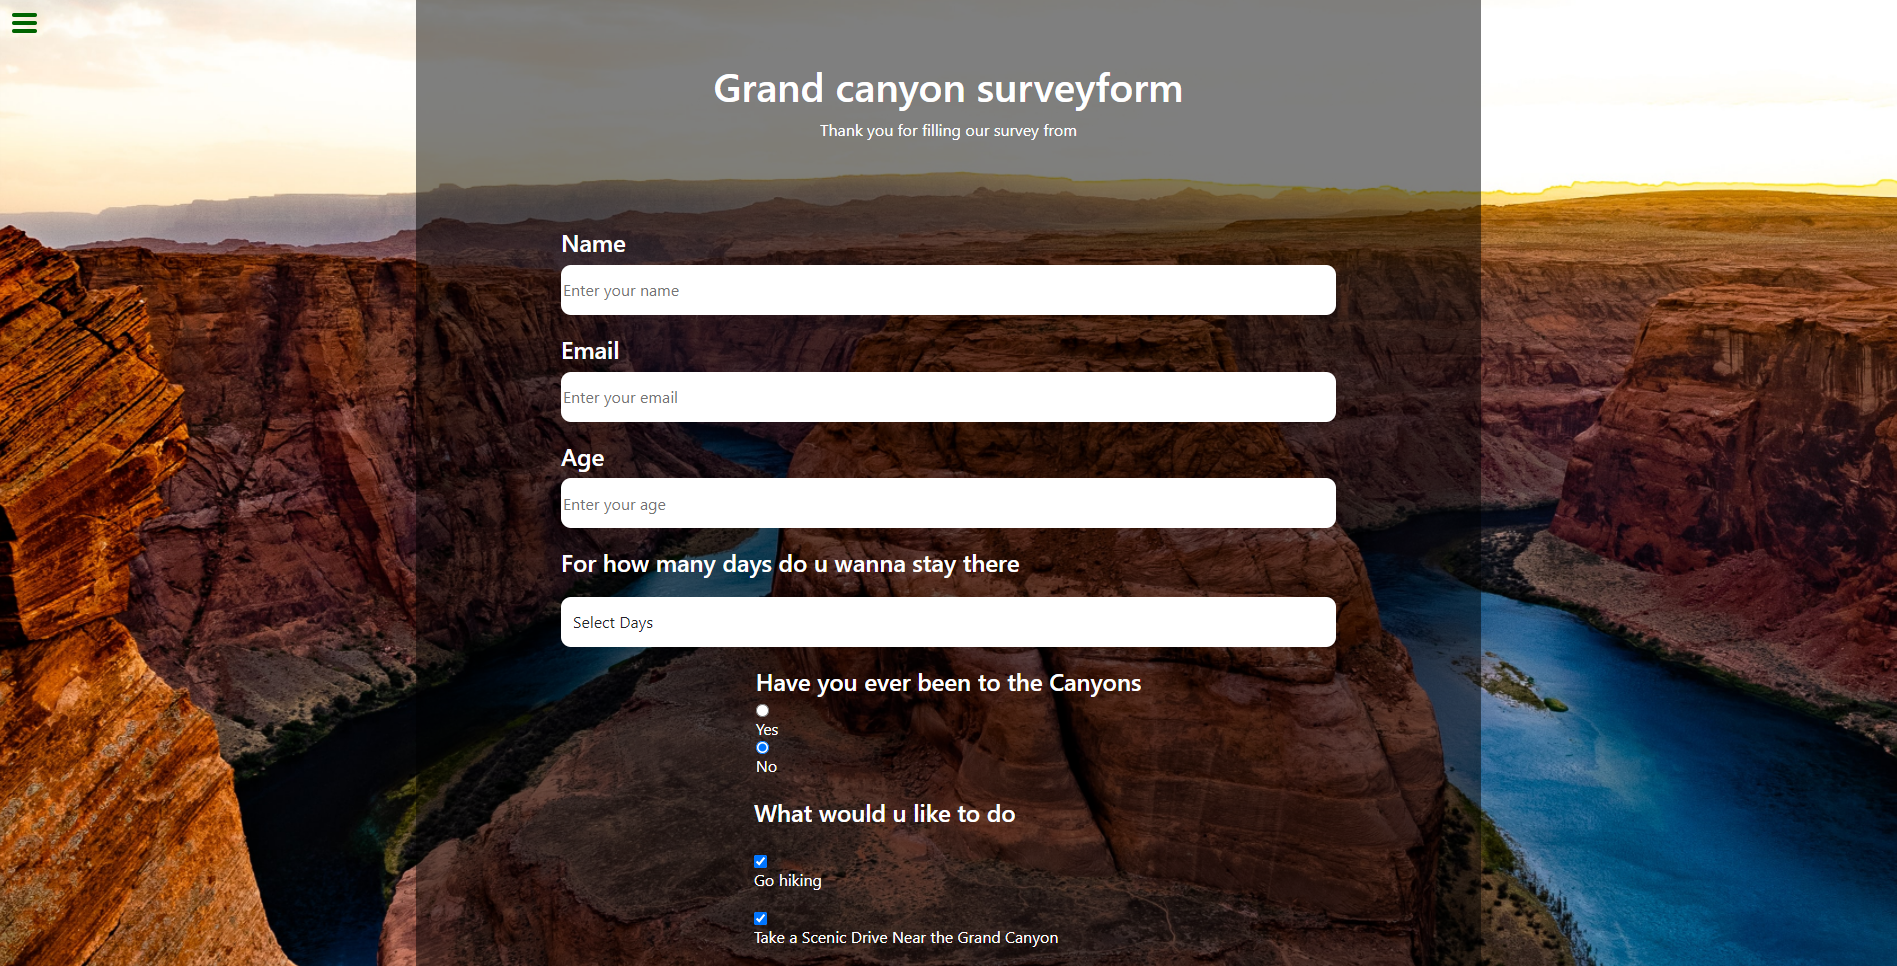 Grand canyon surveyform
Thank you for filling our survey from
Name
Enter your name
Email
Enter your email
Age
Enter your age
For how many days do u wanna stay there
Select Days
Have you ever been to the Canyons
Yes
No
What would u like to do
Go hiking
Take a Scenic Drive Near the Grand Canyon